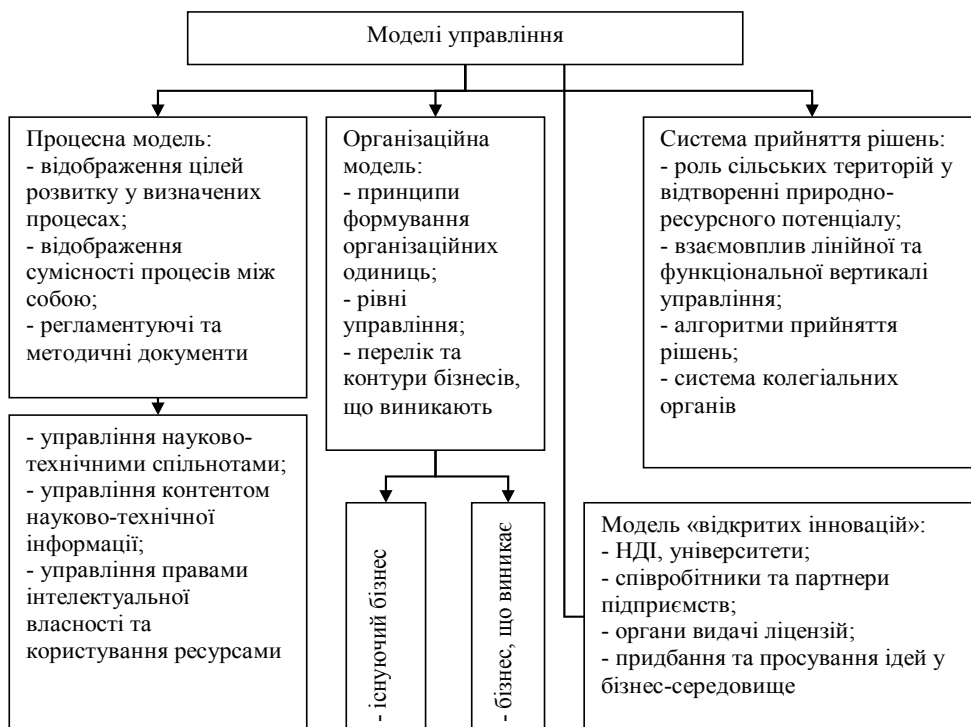 Моделі управління
Процесна модель:
- відображення цілей
розвитку у визначених
процесах;
- відображення
сумісності процесів між
собою;
- регламентуючі та
методичні документи
Організаційна
модель:
- принципи
формування
організаційних
одиниць;
- рівні
управління;
- перелік та
контури бізнесів,
що виникають
Система прийняття рішень:
- роль сільських територій у
відтворенні природно-
ресурсного потенціалу;
- взаємовплив лінійної та
функціональної вертикалі
управління;
- алгоритми прийняття
рішень;
- система колегіальних
органів
- управління науково-
технічними спільнотами;
- управління контентом
науково-технічної
інформації;
- управління правами
інтелектуальної
власності та
користування ресурсами
- існуючий бізнес
- бізнес, що виникає
Модель «відкритих інновацій»:
- НДІ, університети;
- співробітники та партнери
підприємств;
- органи видачі ліцензій;
- придбання та просування ідей у
бізнес-середовище